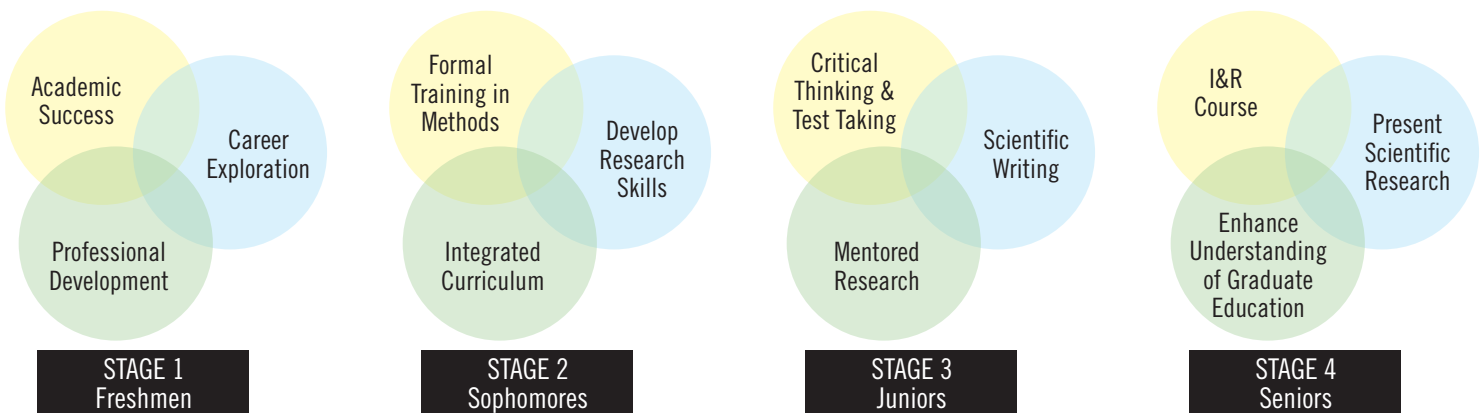 Academic
Success
Career
Exploration
Professional
Development
STAGE 1
Freshmen
Formal
Training in
Methods
Develop
Research
Skills
Integrated
Curriculum
STAGE 2
Sophomores
Critical
Thinking &
Test Taking
Scientific
Writing
Mentored
Research
STAGE 3
Juniors
I&R
Course
Present
Scientific
Research
Enhance
Understanding
of Graduate
Education
STAGE 4
Seniors